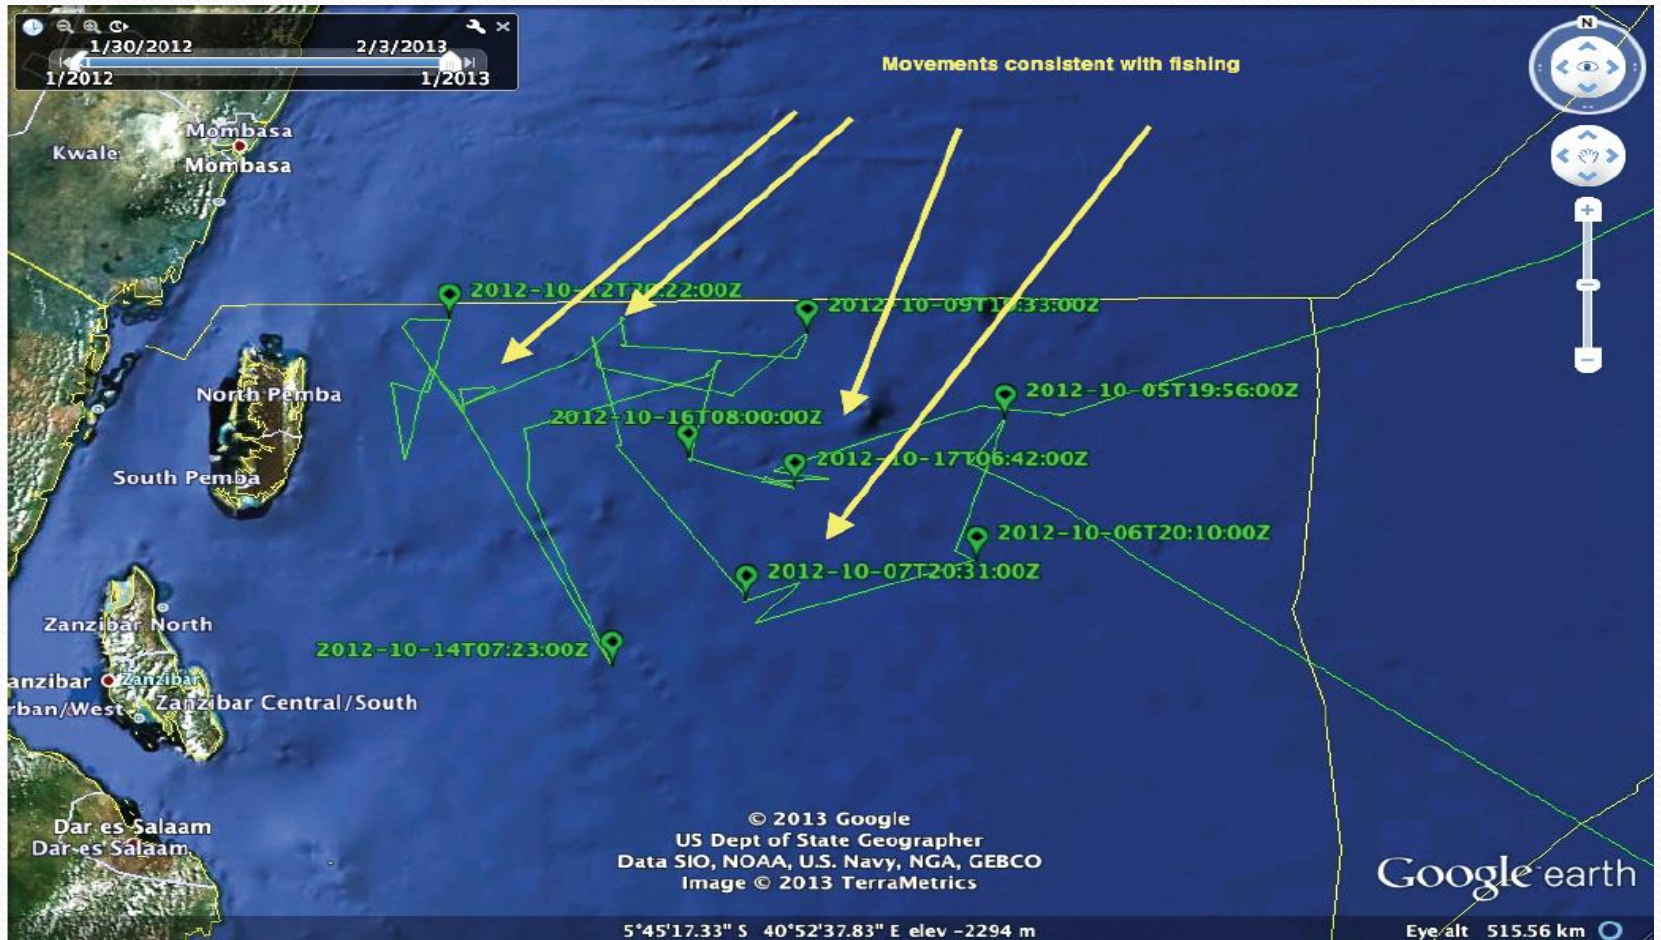 N
1/30/2012 2/3/2013
1/2012 1/2013
Movements consistent with fishing
Mombasa
Kwale
Mombasa
2012-10-12T20:22:00Z
2012-10-09T19:33:00Z
North Pemba
2012-10-05T19:56:00Z
2012-10-16T08:00:00Z
2012-10-17T06:42:00Z
South Pemba
2012-10-06T20:10:00Z
2012-10-07T20:31:00Z
Zanzibar North
2012-10-14T07:23:00Z
anzibar Zanzibar
rban/West Zanzibar Central/South
© 2013 Google
Dar es Salaam
US Dept of State Geographer
Dar es Salaam
Data SIO, NOAA, U.S. Navy, NGA, GEBCO
Image © 2013 TerraMetrics
Google earth
5°45'17.33" S 40°52'37.83" E elev -2294 m
Eye alt 515.56 km